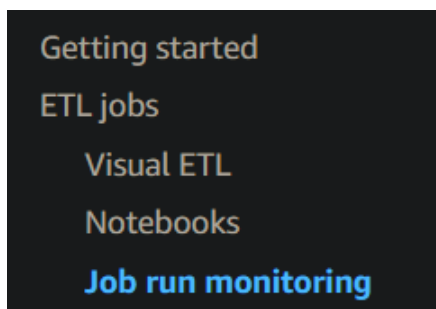 Getting started
ETL jobs
Visual ETL
Notebooks
Job run monitoring